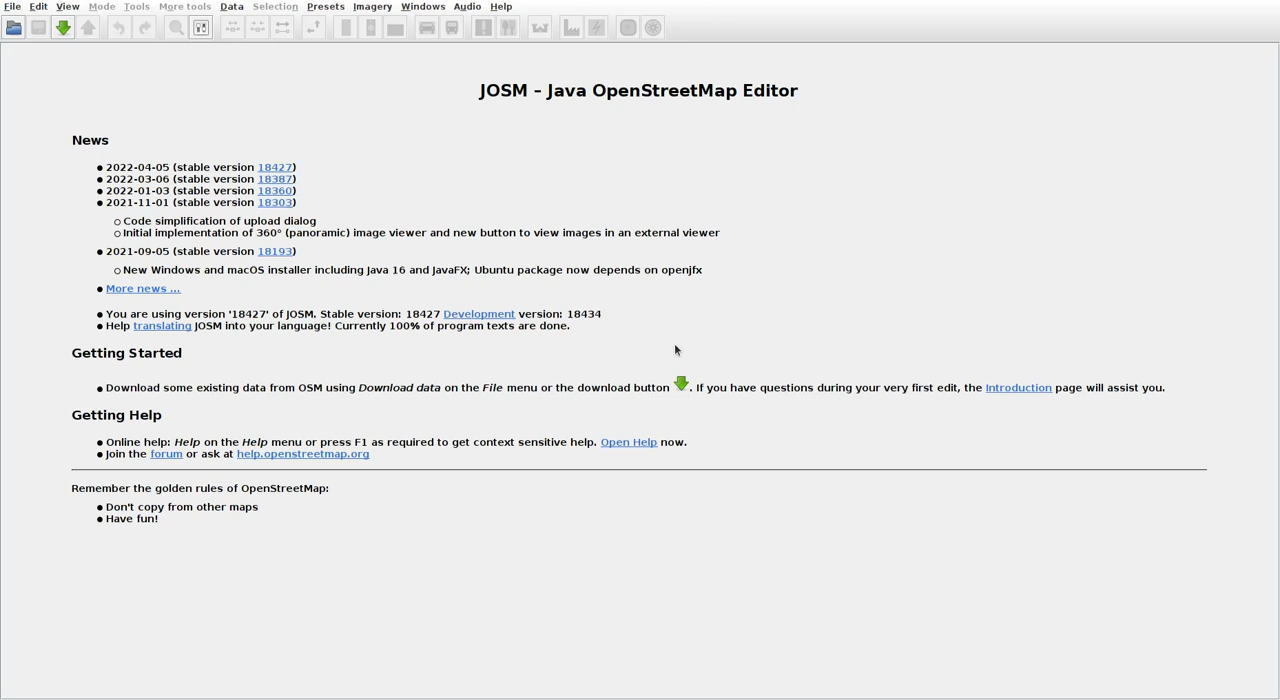 File Edit View Mode Tools More tools Data Selection Presets Imagery Windows Audio Help
JOSM – Java OpenStreetMap Editor
News
● 2022-04-05 (stable version 18427)
● 2022-03-06 (stable version 18387)
● 2022-01-03 (stable version 18360)
● 2021-11-01 (stable version 18303)
○ Code simplification of upload dialog
○ Initial implementation of 360° (panoramic) image viewer and new button to view images in an external viewer
● 2021-09-05 (stable version 18193)
○ New Windows and macOS installer including Java 16 and JavaFX; Ubuntu package now depends on openjfx
● More news ...
● You are using version '18427' of JOSM. Stable version: 18427 Development version: 18434
● Help translating JOSM into your language! Currently 100% of program texts are done.
Getting Started
● Download some existing data from OSM using Download data on the File menu or the download button . If you have questions during your very first edit, the Introduction page will assist you.
Getting Help
● Online help: Help on the Help menu or press F1 as required to get context sensitive help. Open Help now.
● Join the forum or ask at help.openstreetmap.org
Remember the golden rules of OpenStreetMap:
● Don't copy from other maps
● Have fun!